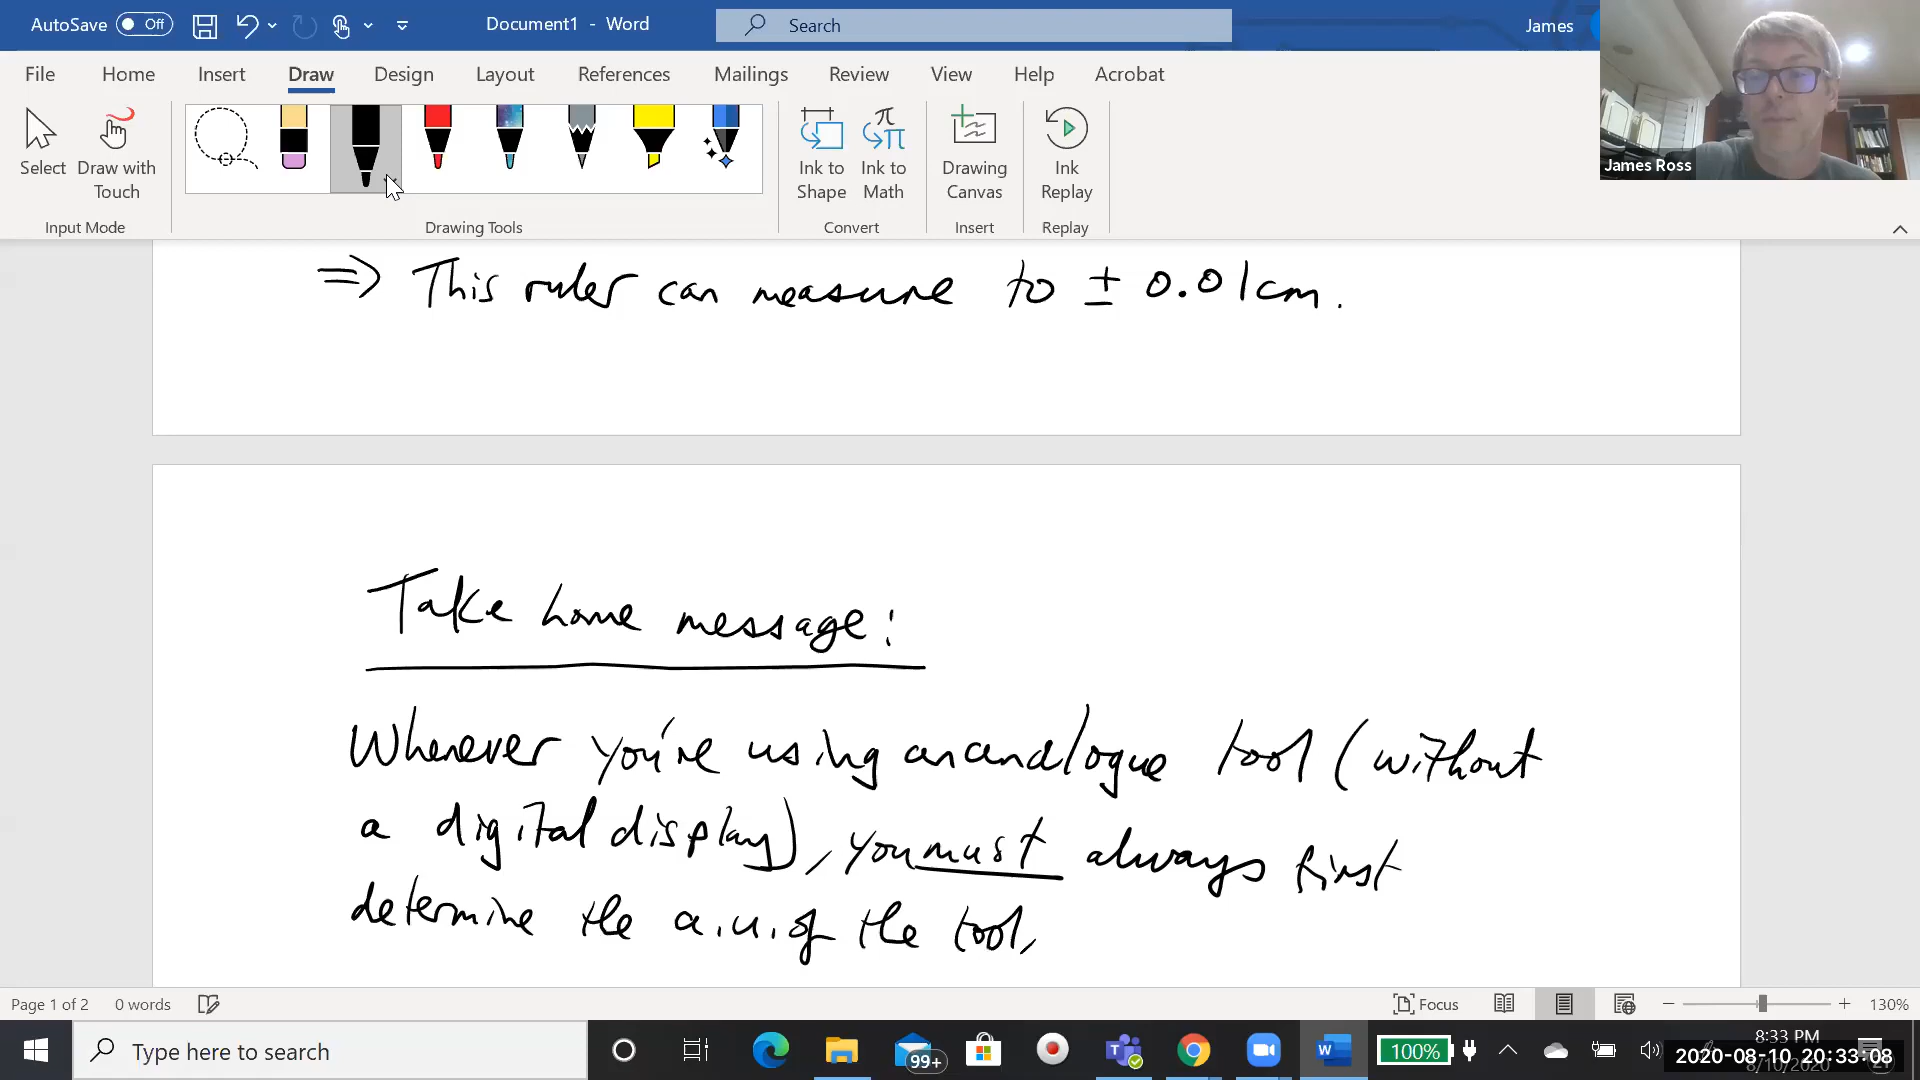 AutoSave Off
Document1 - Word
Search
James
File Home Insert Draw Design Layout References Mailings Review View Help Acrobat
Select
Draw with Touch
Ink to Shape
Ink to Math
Drawing Canvas
Ink Replay
Input Mode
Drawing Tools
Convert
Insert
Replay
James Ross
=> This ruler can measure to ± 0.01cm.
Take home message:
Whenever you're using an analogue tool (without
a digital display), you must always first
determine the a.u. of the tool,
Page 1 of 2 0 words
Focus
130%
Type here to search
99+
W
100%
8:33 PM
8/10/2020
2020-08-10 20:33:08
21